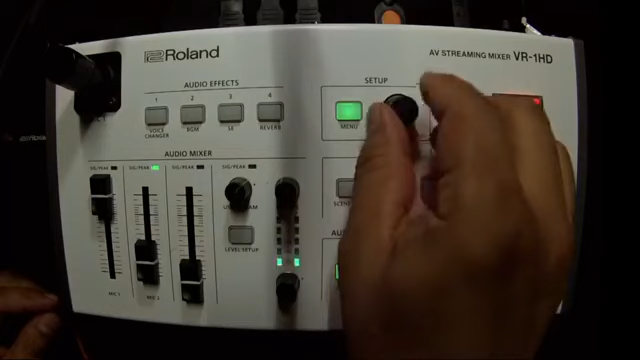 Roland
AV STREAMING MIXER VR-1HD
AUDIO EFFECTS
SETUP
1 2 3 4
VOICE CHANGER
BGM
SE
REVERB
MENU
AUDIO MIXER
SIG/PEAK SIG/PEAK SIG/PEAK SIG/PEAK
LEVEL SETUP
MIC 1
MIC 2